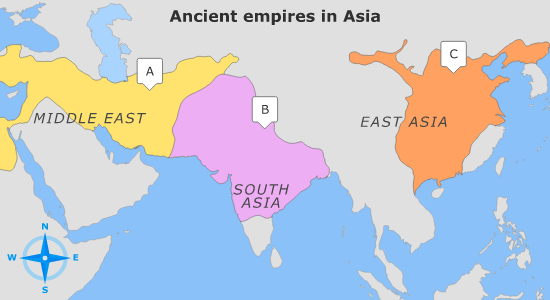 Ancient empires in Asia
A
B
C
MIDDLE EAST
EAST ASIA
SOUTH
ASIA
N
W E
S